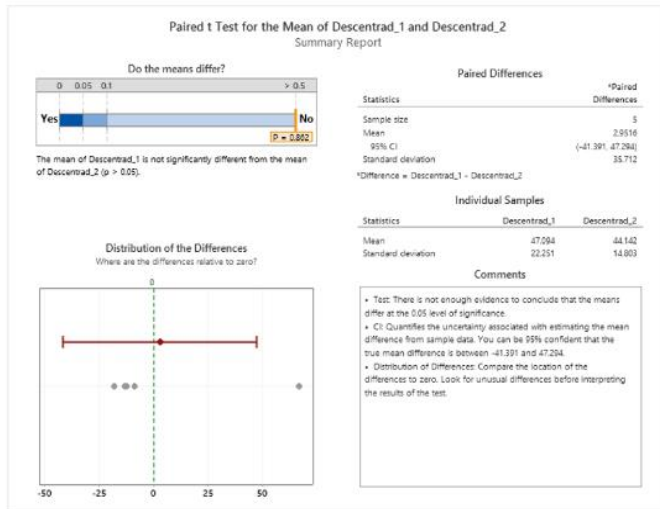 Paired t Test for the Mean of Descentrad_1 and Descentrad_2
Summary Report
Do the means differ?
0 0.05 0.1 > 0.5
Yes No
P = 0.862
The mean of Descentrad_1 is not significantly different from the mean
of Descentrad_2 (p > 0.05).
Paired Differences
*Paired
Statistics Differences
Sample size 5
Mean 2.9516
95% CI (-41.391, 47.294)
Standard deviation 35.712
*Difference = Descentrad_1 - Descentrad_2
Individual Samples
Statistics Descentrad_1 Descentrad_2
Mean 47.094 44.142
Standard deviation 22.251 14.803
Distribution of the Differences
Where are the differences relative to zero?
0
-50 -25 0 25 50
Comments
• Test: There is not enough evidence to conclude that the means
differ at the 0.05 level of significance.
• CI: Quantifies the uncertainty associated with estimating the mean
difference from sample data. You can be 95% confident that the
true mean difference is between -41.391 and 47.294.
• Distribution of Differences: Compare the location of the
differences to zero. Look for unusual differences before interpreting
the results of the test.